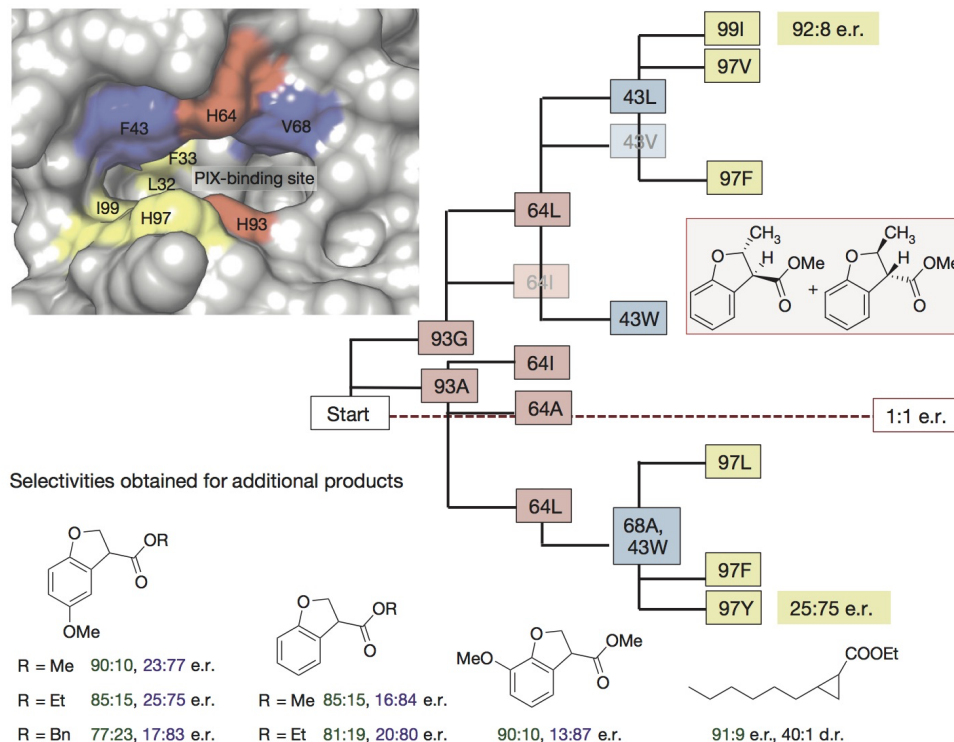 99I 92:8 e.r.
97V
43L
43V
97F
64L
64I
43W
93G
93A
64I
64A
Start
1:1 e.r.
97L
64L
68A,
43W
97F
97Y 25:75 e.r.
F43
H64
V68
F33
PIX-binding site
L32
I99
H97
H93
CH3
O
H
OMe
O
+
CH3
O
H
OMe
O
Selectivities obtained for additional products
O
OR
O
OMe
R = Me 90:10, 23:77 e.r.
R = Et 85:15, 25:75 e.r.
R = Bn 77:23, 17:83 e.r.
O
OR
O
R = Me 85:15, 16:84 e.r.
R = Et 81:19, 20:80 e.r.
O
OMe
MeO
O
90:10, 13:87 e.r.
COOEt
91:9 e.r., 40:1 d.r.